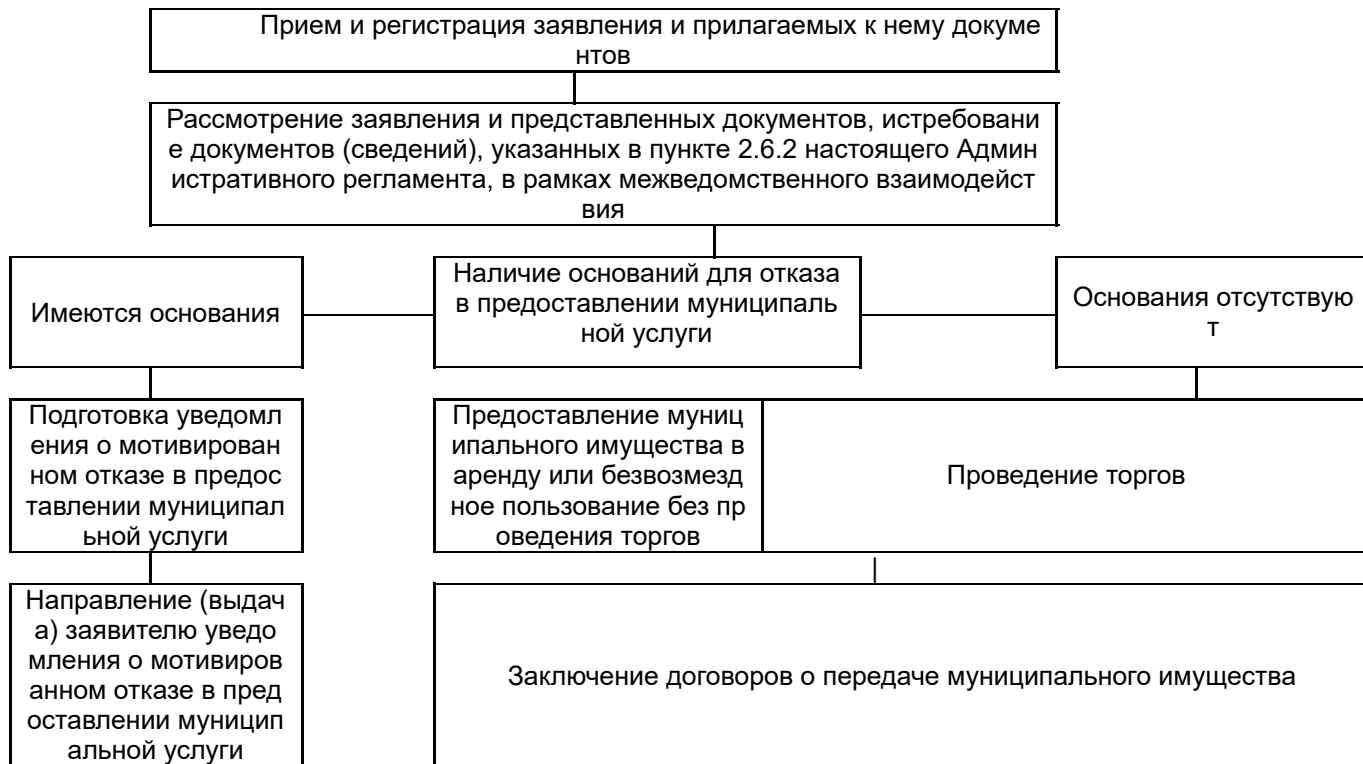 Прием и регистрация заявления и прилагаемых к нему докуме
нтов
Рассмотрение заявления и представленных документов, истребовани
е документов (сведений), указанных в пункте 2.6.2 настоящего Админ
истративного регламента, в рамках межведомственного взаимодейст
вия
Имеются основания
Наличие оснований для отказа
в предоставлении муниципаль
ной услуги
Основания отсутствую
т
Подготовка уведомл
ения о мотивирован
ном отказе в предос
тавлении муниципал
ьной услуги
Предоставление муниц
ипального имущества в
аренду или безвозмезд
ное пользование без пр
оведения торгов
Проведение торгов
Направление (выдач
а) заявителю уведо
мления о мотивиров
анном отказе в пред
оставлении муницип
альной услуги
Заключение договоров о передаче муниципального имущества